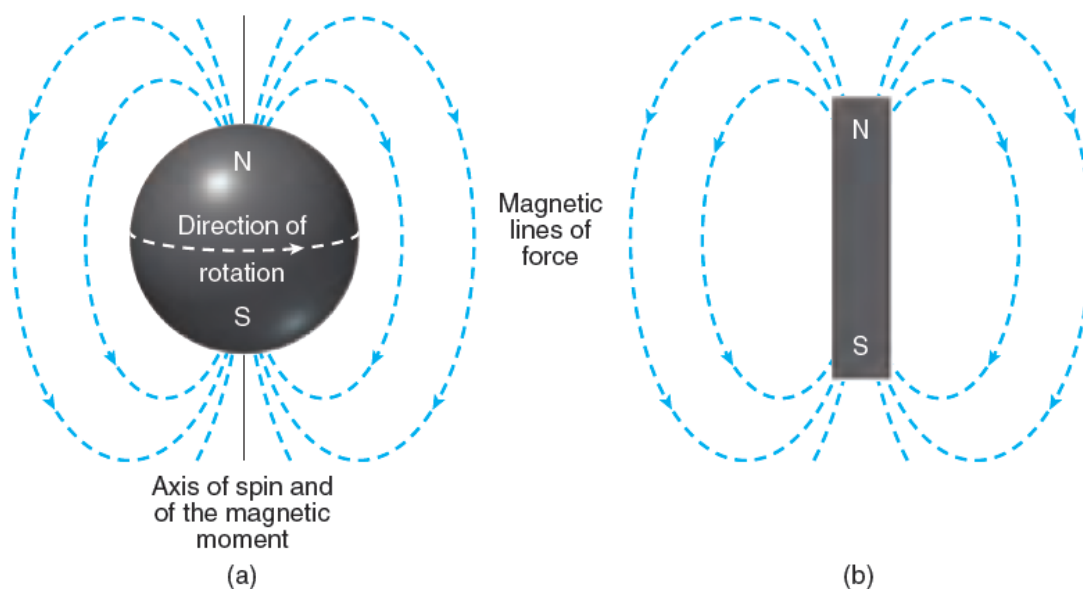 N
Direction of
rotation
S
Axis of spin and
of the magnetic
moment
(a)
Magnetic
lines of
force
N
S
(b)